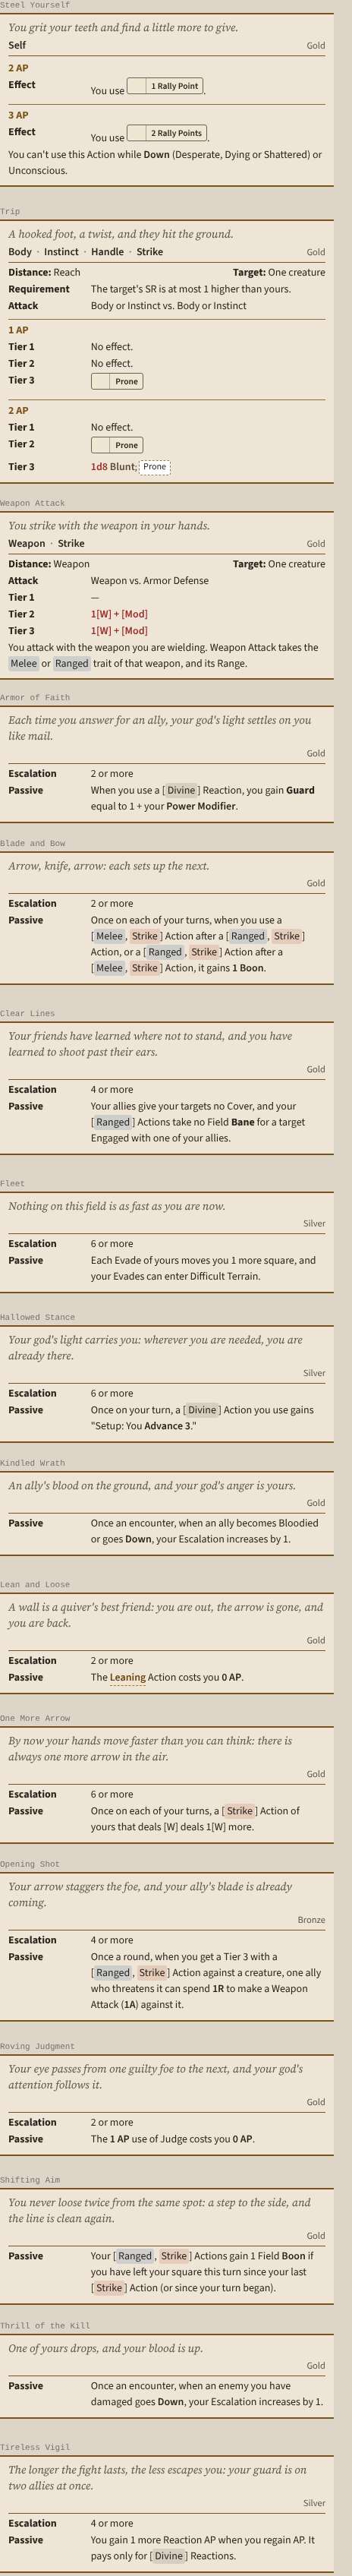 Steel Yourself
You grit your teeth and find a little more to give.
Self Gold
2 AP
Effect You use 1 Rally Point.
3 AP
Effect You use 2 Rally Points.
You can't use this Action while Down (Desperate, Dying or Shattered) or
Unconscious.
Trip
A hooked foot, a twist, and they hit the ground.
Body · Instinct · Handle · Strike Gold
Distance: Reach Target: One creature
Requirement The target's SR is at most 1 higher than yours.
Attack Body or Instinct vs. Body or Instinct
1 AP
Tier 1 No effect.
Tier 2 No effect.
Tier 3 Prone
2 AP
Tier 1 No effect.
Tier 2 Prone
Tier 3 1d8 Blunt; Prone
Weapon Attack
You strike with the weapon in your hands.
Weapon · Strike Gold
Distance: Weapon Target: One creature
Attack Weapon vs. Armor Defense
Tier 1 —
Tier 2 1[W] + [Mod]
Tier 3 1[W] + [Mod]
You attack with the weapon you are wielding. Weapon Attack takes the
Melee or Ranged trait of that weapon, and its Range.
Armor of Faith
Each time you answer for an ally, your god's light settles on you
like mail.
Gold
Escalation 2 or more
Passive When you use a [Divine] Reaction, you gain Guard
equal to 1 + your Power Modifier.
Blade and Bow
Arrow, knife, arrow: each sets up the next.
Gold
Escalation 2 or more
Passive Once on each of your turns, when you use a
[Melee, Strike] Action after a [Ranged, Strike]
Action, or a [Ranged, Strike] Action after a
[Melee, Strike] Action, it gains 1 Boon.
Clear Lines
Your friends have learned where not to stand, and you have
learned to shoot past their ears.
Gold
Escalation 4 or more
Passive Your allies give your targets no Cover, and your
[Ranged] Actions take no Field Bane for a target
Engaged with one of your allies.
Fleet
Nothing on this field is as fast as you are now.
Silver
Escalation 6 or more
Passive Each Evade of yours moves you 1 more square, and
your Evades can enter Difficult Terrain.
Hallowed Stance
Your god's light carries you: wherever you are needed, you are
already there.
Silver
Escalation 6 or more
Passive Once on your turn, a [Divine] Action you use gains
"Setup: You Advance 3."
Kindled Wrath
An ally's blood on the ground, and your god's anger is yours.
Gold
Passive Once an encounter, when an ally becomes Bloodied
or goes Down, your Escalation increases by 1.
Lean and Loose
A wall is a quiver's best friend: you are out, the arrow is gone, and
you are back.
Gold
Escalation 2 or more
Passive The Leaning Action costs you 0 AP.
One More Arrow
By now your hands move faster than you can think: there is
always one more arrow in the air.
Gold
Escalation 6 or more
Passive Once on each of your turns, a [Strike] Action of
yours that deals [W] deals 1[W] more.
Opening Shot
Your arrow staggers the foe, and your ally's blade is already
coming.
Bronze
Escalation 4 or more
Passive Once a round, when you get a Tier 3 with a
[Ranged, Strike] Action against a creature, one ally
who threatens it can spend 1R to make a Weapon
Attack (1A) against it.
Roving Judgment
Your eye passes from one guilty foe to the next, and your god's
attention follows it.
Gold
Escalation 2 or more
Passive The 1 AP use of Judge costs you 0 AP.
Shifting Aim
You never loose twice from the same spot: a step to the side, and
the line is clean again.
Gold
Passive Your [Ranged, Strike] Actions gain 1 Field Boon if
you have left your square this turn since your last
[Strike] Action (or since your turn began).
Thrill of the Kill
One of yours drops, and your blood is up.
Gold
Passive Once an encounter, when an enemy you have
damaged goes Down, your Escalation increases by 1.
Tireless Vigil
The longer the fight lasts, the less escapes you: your guard is on
two allies at once.
Silver
Escalation 4 or more
Passive You gain 1 more Reaction AP when you regain AP. It
pays only for [Divine] Reactions.